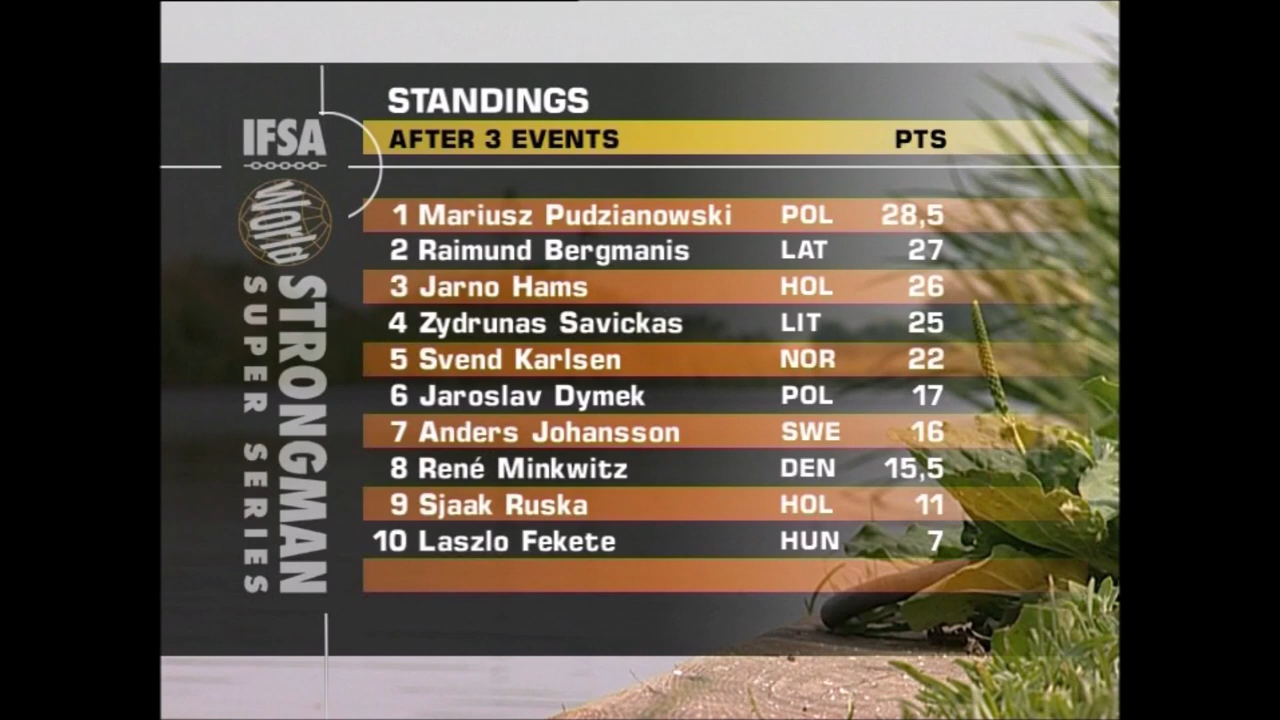 STANDINGS
AFTER 3 EVENTS PTS
IFSA
World
STRONGMAN
SUPER SERIES
1 Mariusz Pudzianowski POL 28,5
2 Raimund Bergmanis LAT 27
3 Jarno Hams HOL 26
4 Zydrunas Savickas LIT 25
5 Svend Karlsen NOR 22
6 Jaroslav Dymek POL 17
7 Anders Johansson SWE 16
8 René Minkwitz DEN 15,5
9 Sjaak Ruska HOL 11
10 Laszlo Fekete HUN 7